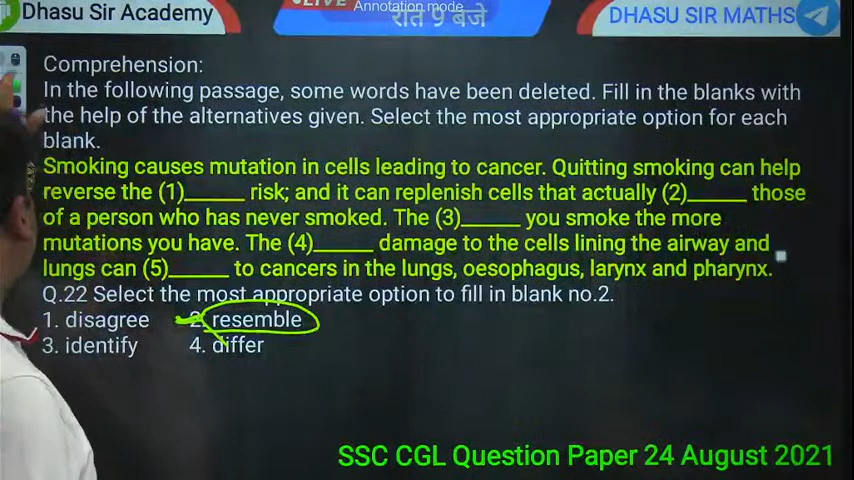 Dhasu Sir Academy
LIVE
Annotation mode
रात 9 बजे
DHASU SIR MATHS
Comprehension:
In the following passage, some words have been deleted. Fill in the blanks with
the help of the alternatives given. Select the most appropriate option for each
blank.
Smoking causes mutation in cells leading to cancer. Quitting smoking can help
reverse the (1)_____ risk; and it can replenish cells that actually (2)_____ those
of a person who has never smoked. The (3)_____ you smoke the more
mutations you have. The (4)_____ damage to the cells lining the airway and
lungs can (5)_____ to cancers in the lungs, oesophagus, larynx and pharynx.
Q.22 Select the most appropriate option to fill in blank no.2.
1. disagree 2. resemble
3. identify 4. differ
SSC CGL Question Paper 24 August 2021